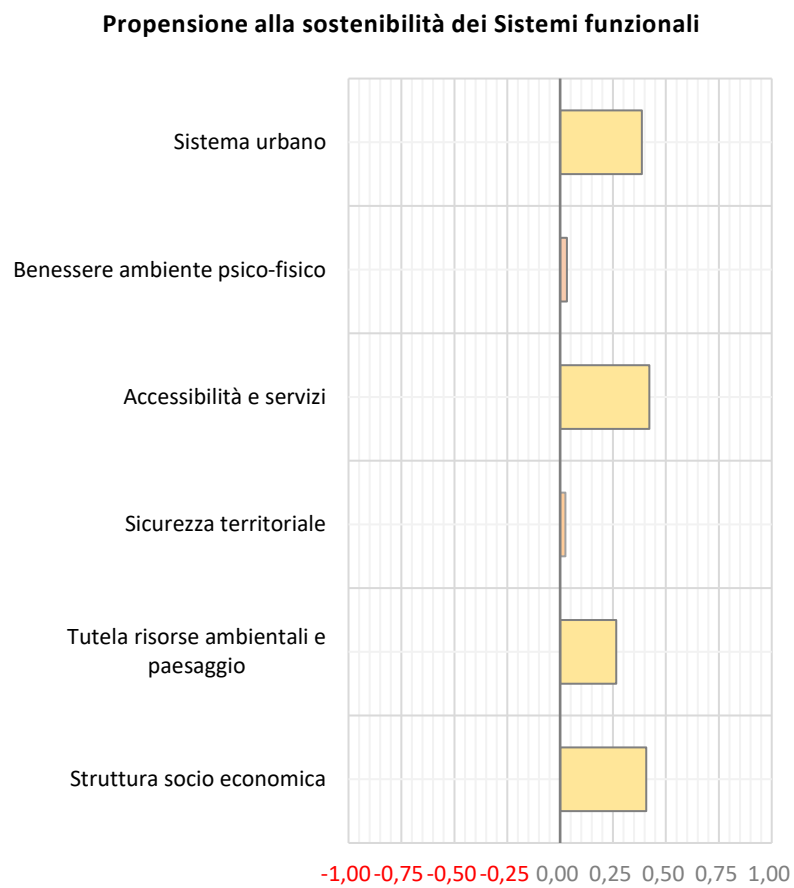 Propensione alla sostenibilità dei Sistemi funzionali
Sistema urbano
Benessere ambiente psico-fisico
Accessibilità e servizi
Sicurezza territoriale
Tutela risorse ambientali e
paesaggio
Struttura socio economica
-1,00 -0,75 -0,50 -0,25 0,00 0,25 0,50 0,75 1,00